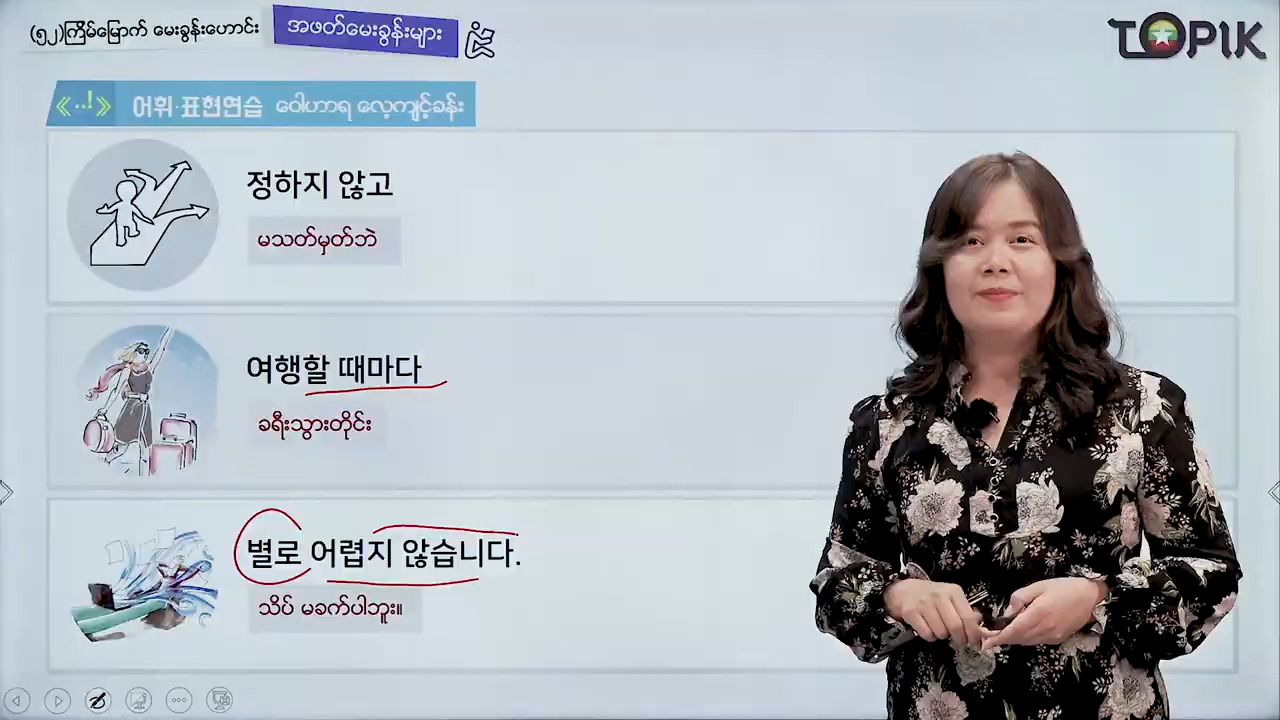 (၅၂)ကြိမ်မြောက် မေးခွန်းဟောင်း
အဖတ်မေးခွန်းများ
TOPIK
어휘·표현연습 ဝေါဟာရ လေ့ကျင့်ခန်း
정하지 않고
မသတ်မှတ်ဘဲ
여행할 때마다
ခရီးသွားတိုင်း
별로 어렵지 않습니다.
သိပ် မခက်ပါဘူး။